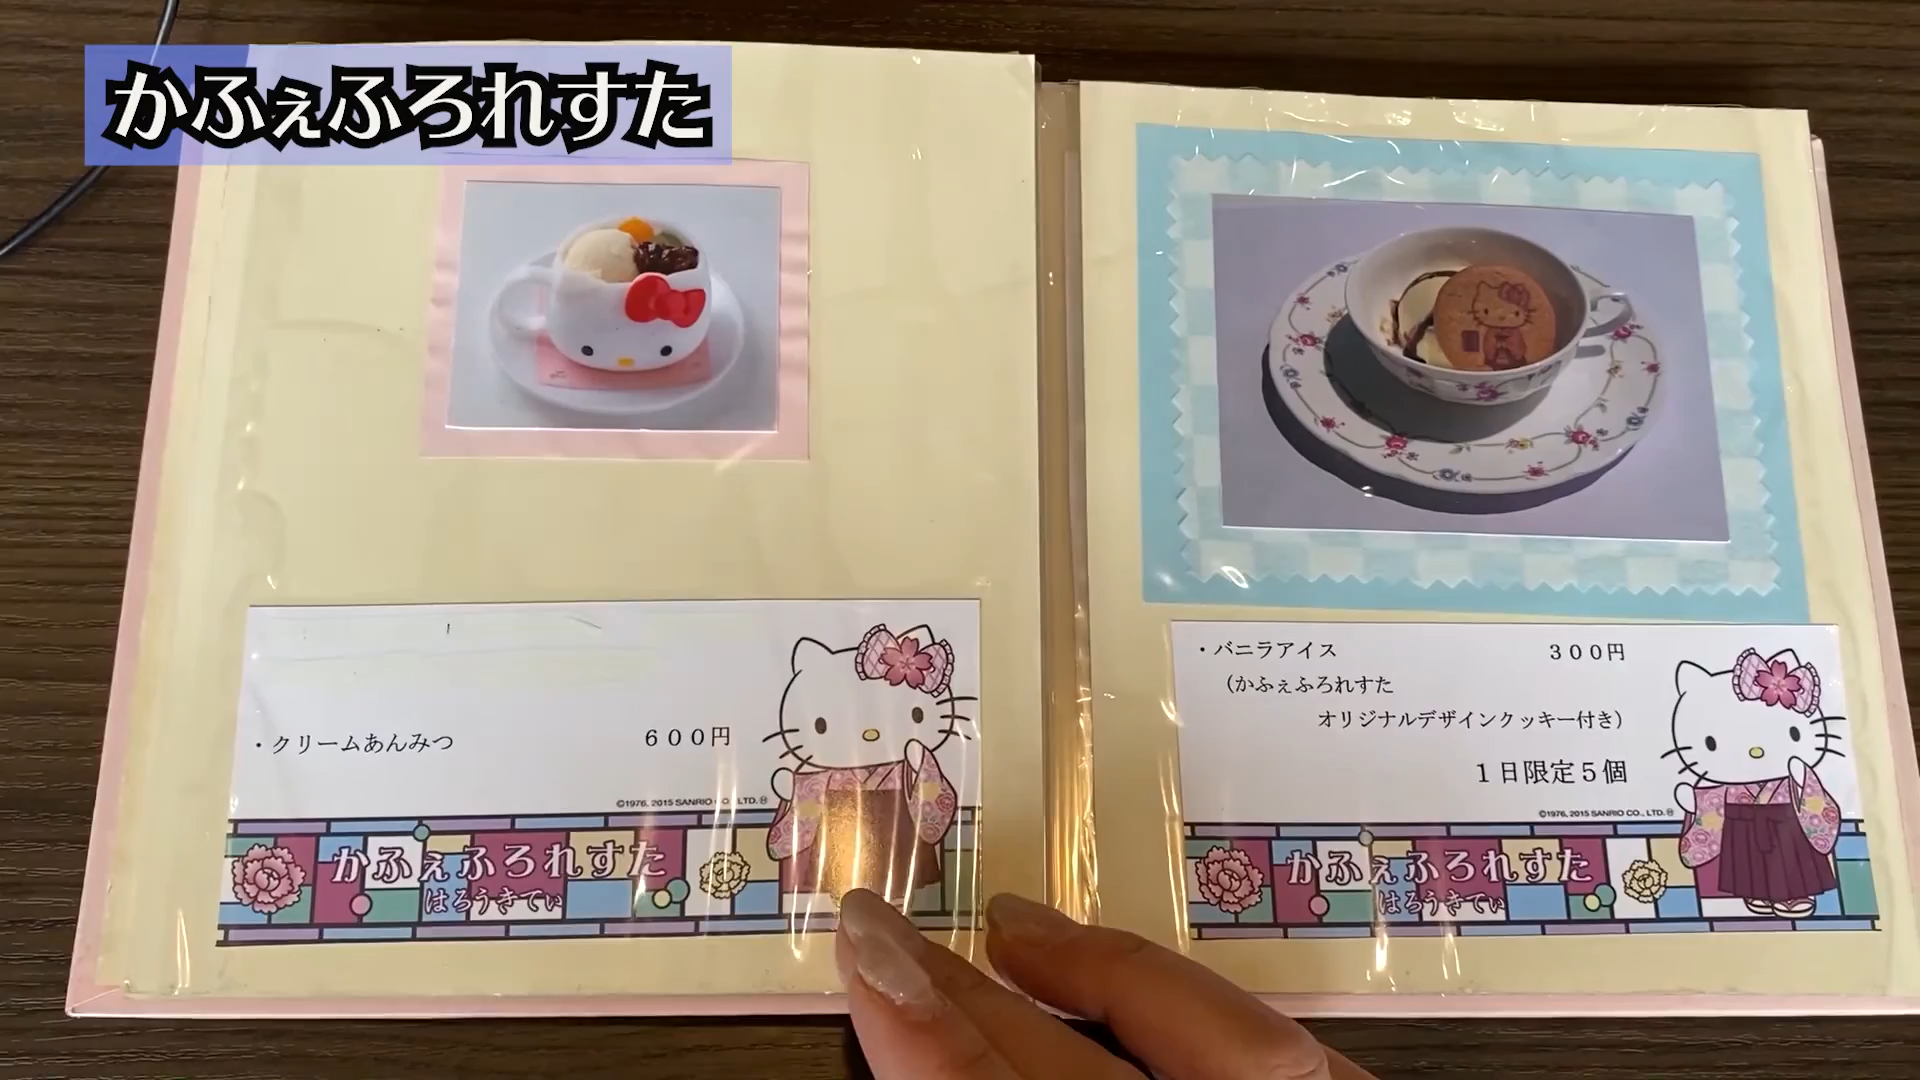 かふぇふろれすた
・クリームあんみつ ６００円
©1976, 2015 SANRIO CO., LTD. Ⓗ
かふぇふろれすた
はろうきてぃ
・バニラアイス ３００円
（かふぇふろれすた
オリジナルデザインクッキー付き）
１日限定５個
©1976, 2015 SANRIO CO., LTD. Ⓗ
かふぇふろれすた
はろうきてぃ